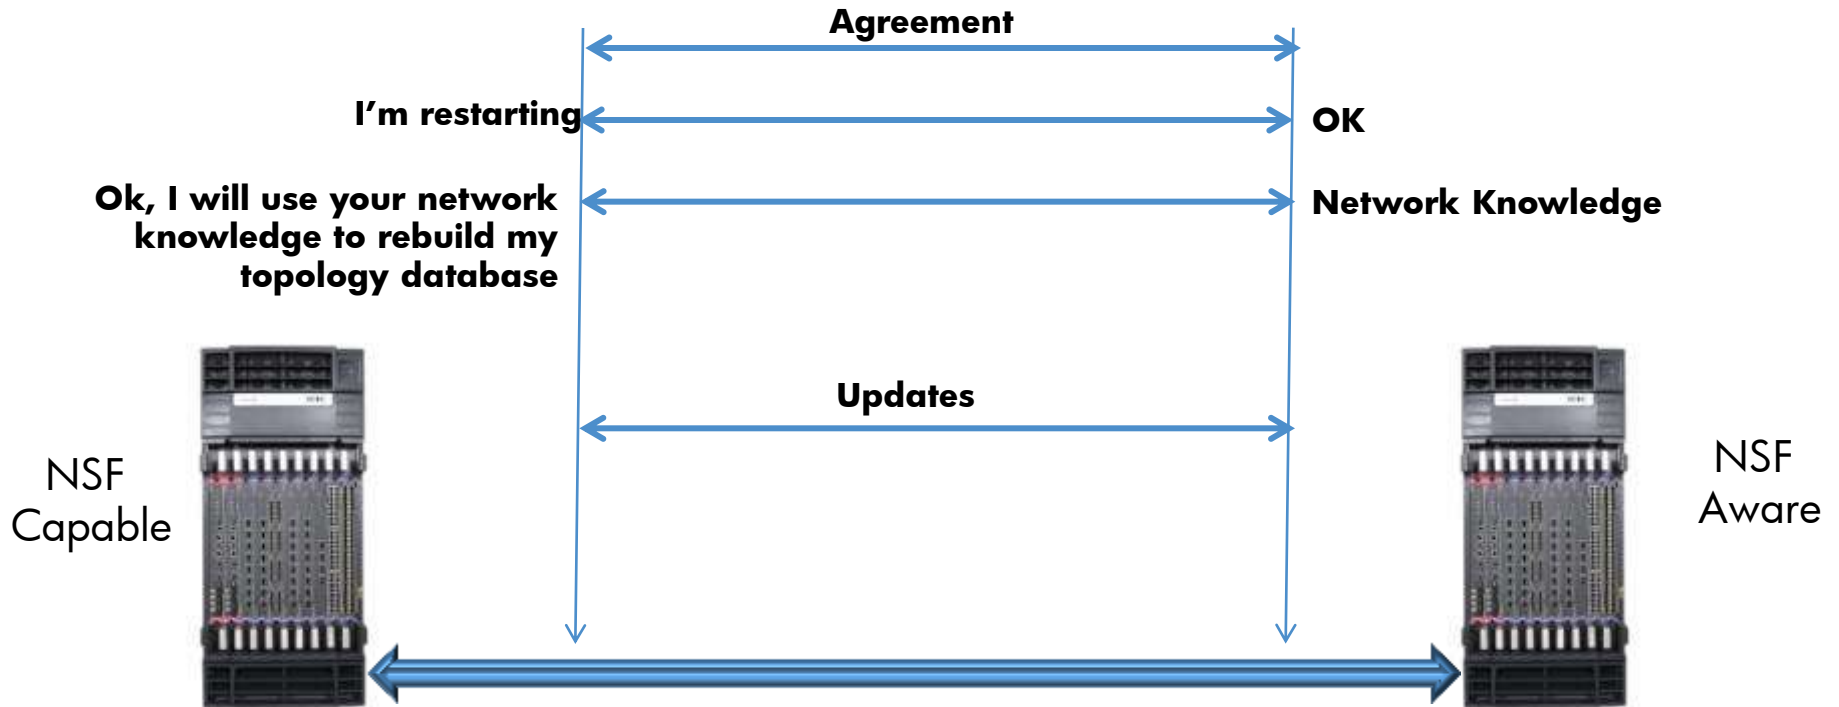 Agreement
I'm restarting
OK
Ok, I will use your network
knowledge to rebuild my
topology database
Network Knowledge
Updates
NSF
Capable
NSF
Aware